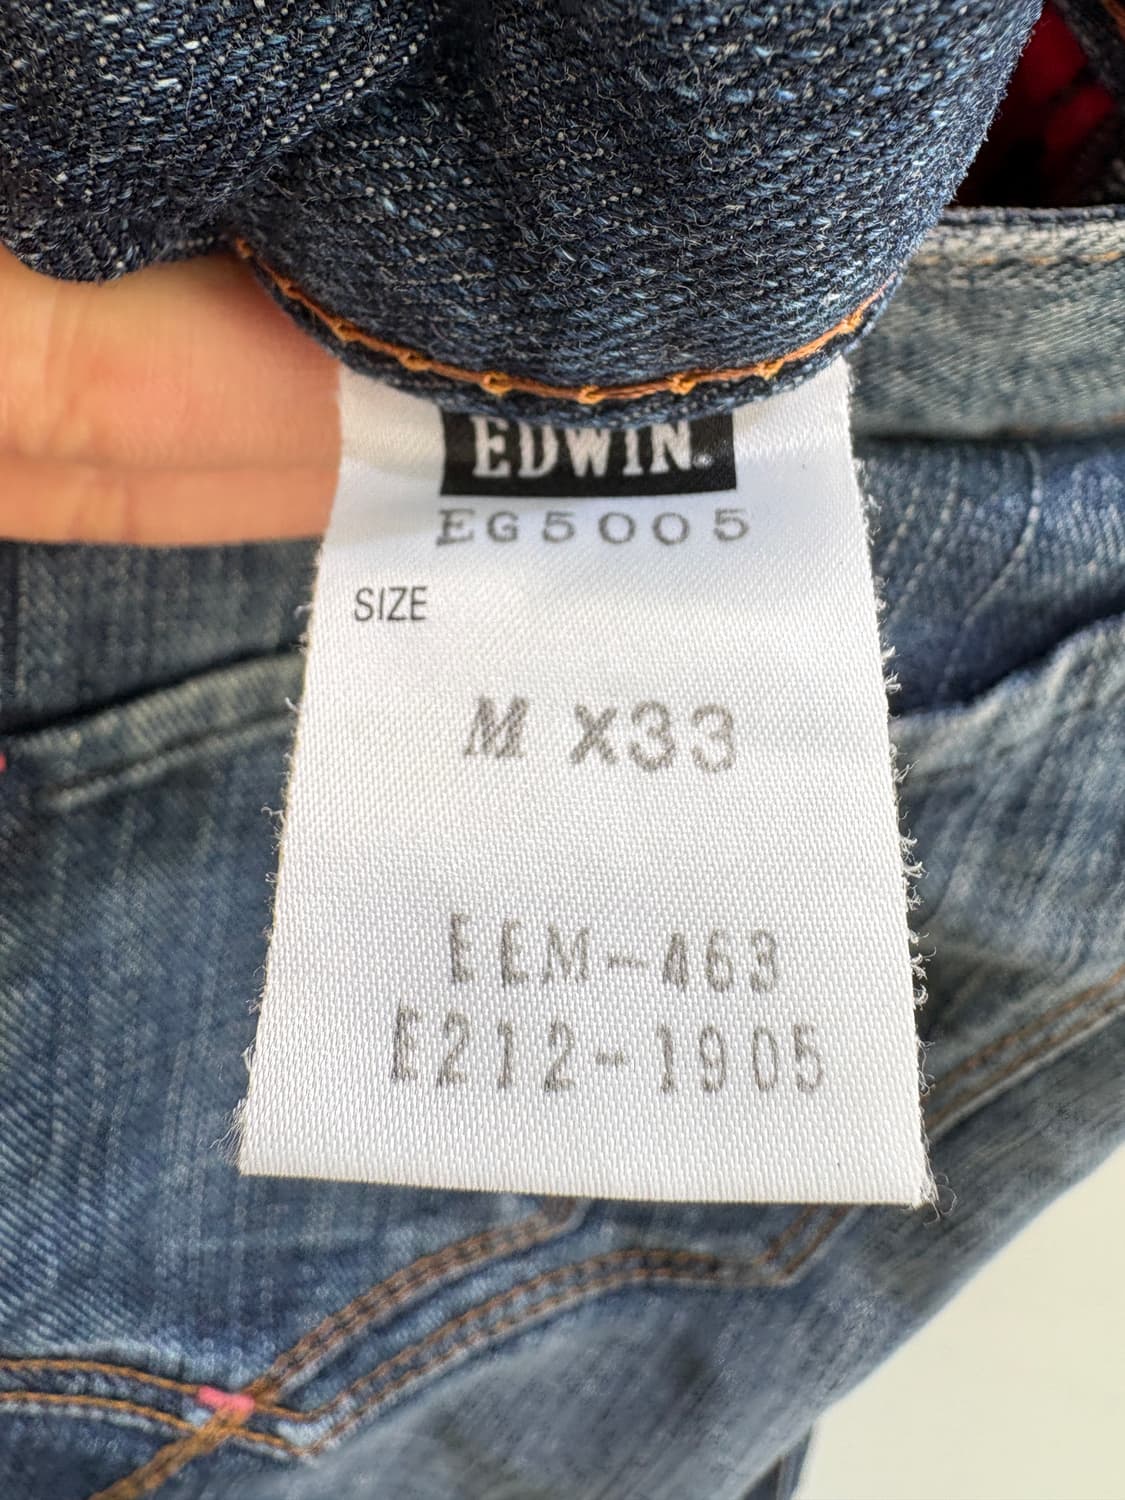 EDWIN
EG5005
SIZE
M X33
EEM-463
E212-1905